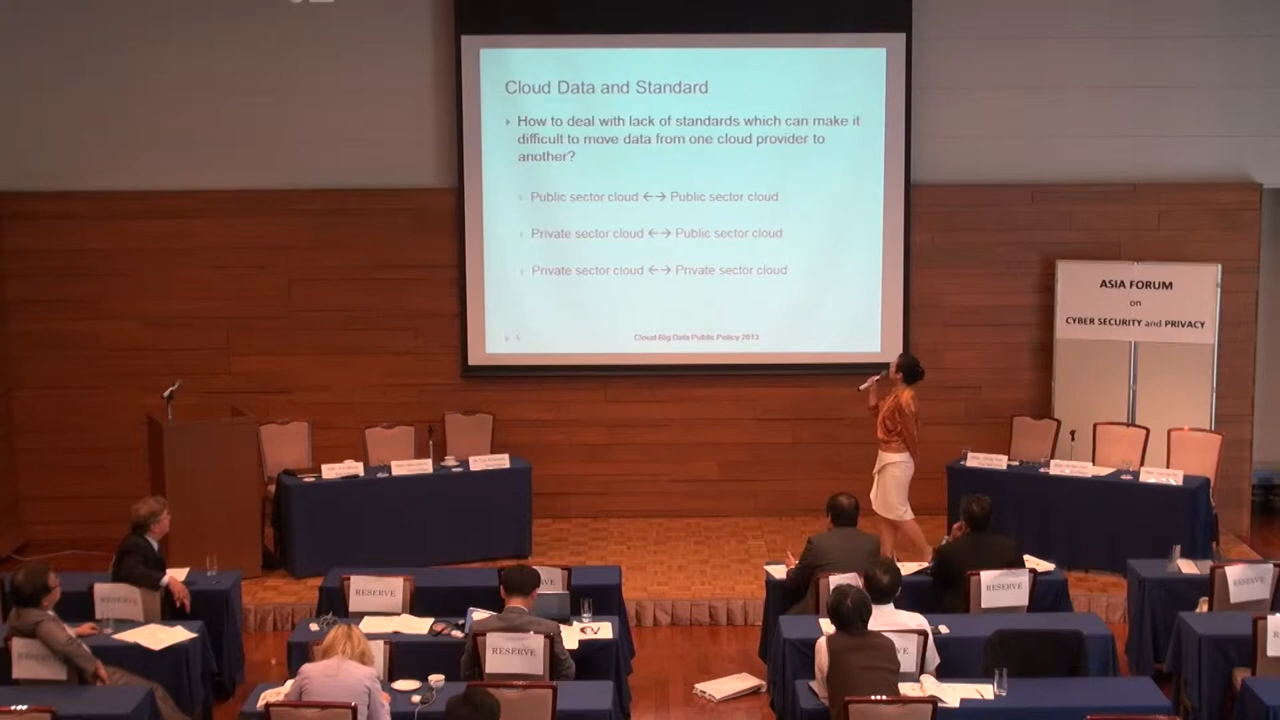 Cloud Data and Standard
How to deal with lack of standards which can make it
difficult to move data from one cloud provider to
another?
Public sector cloud ←→ Public sector cloud
Private sector cloud ←→ Public sector cloud
Private sector cloud ←→ Private sector cloud
Cloud Big Data Public Policy 2013
ASIA FORUM
on
CYBER SECURITY and PRIVACY
RESERVE
RESERVE
RESERVE
RESERVE
RESERVE